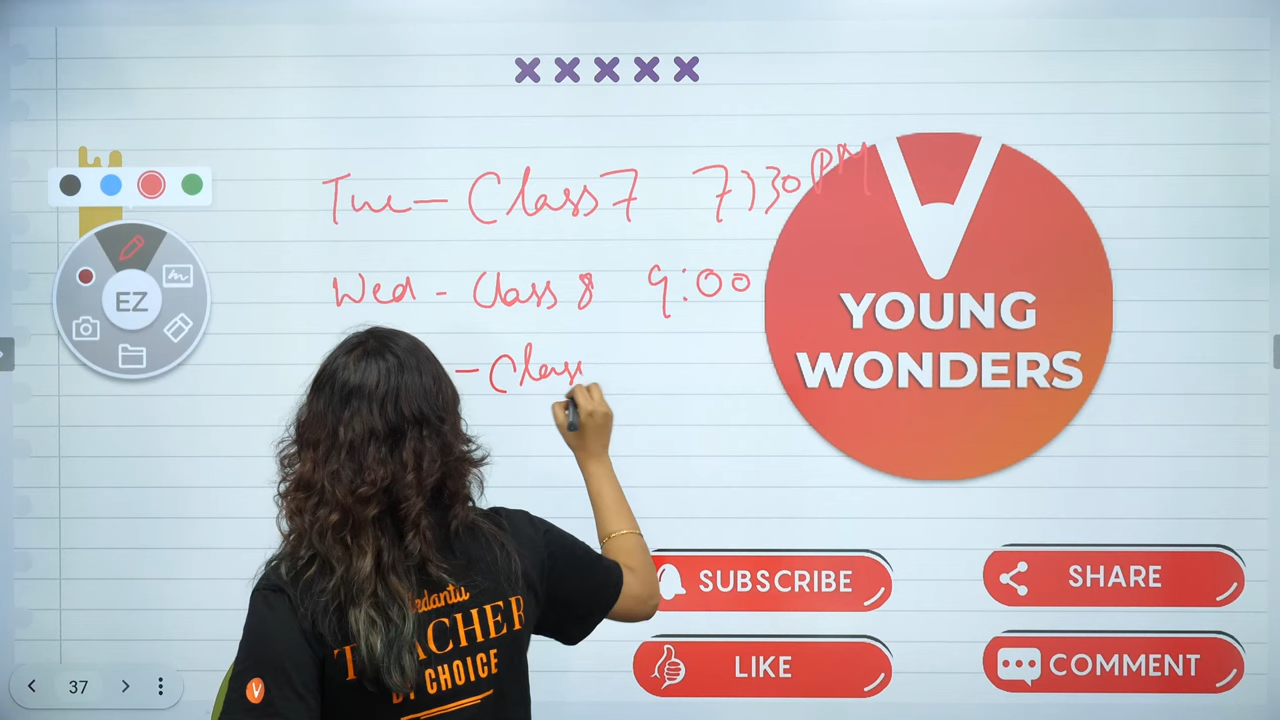 Tue - Class 7 7:30 PM
Wed - Class 8 9:00
- Class
EZ
YOUNG
WONDERS
SUBSCRIBE
SHARE
LIKE
COMMENT
Vedantu
TEACHER
BY CHOICE
V
37